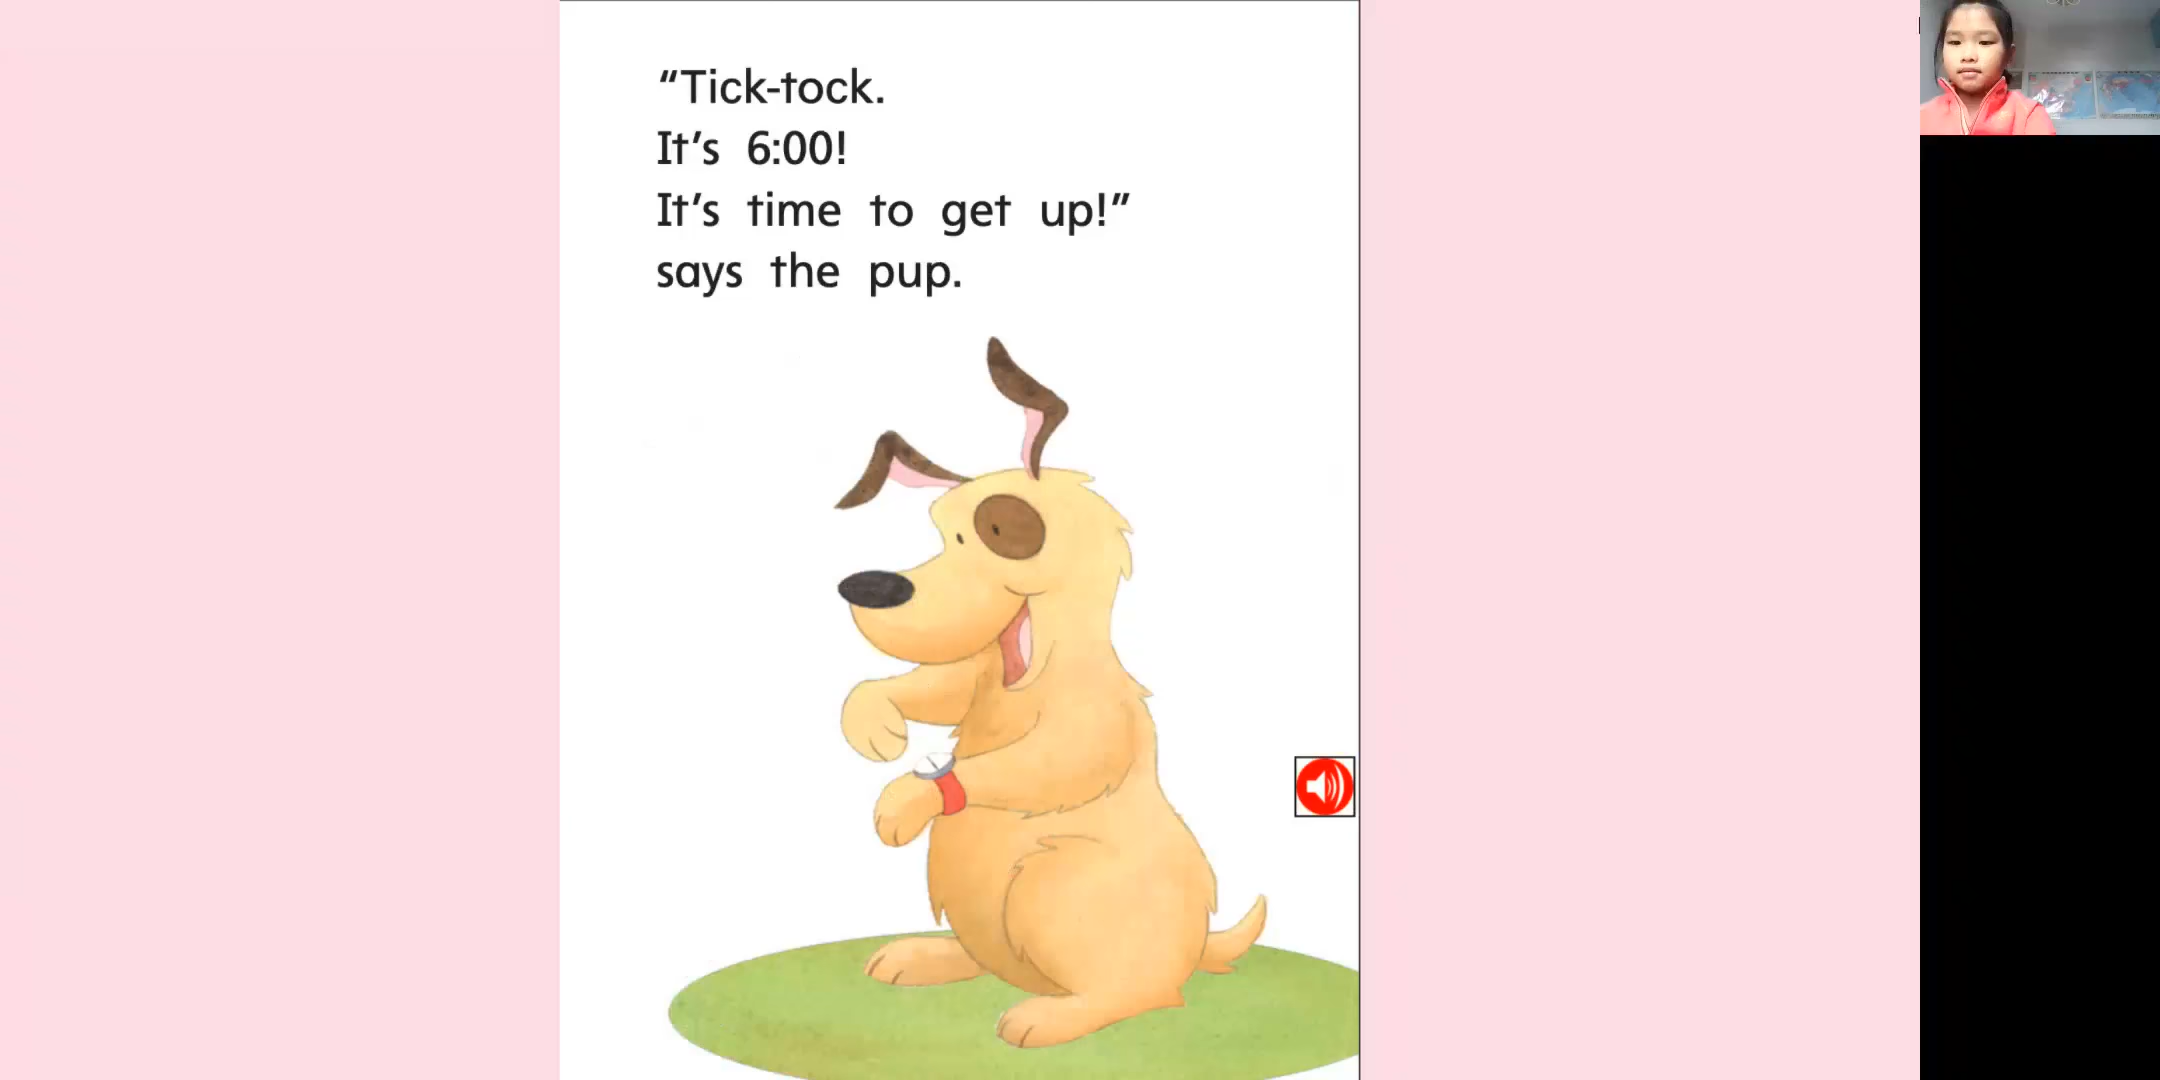 “Tick-tock.
It’s 6:00!
It’s time to get up!”
says the pup.